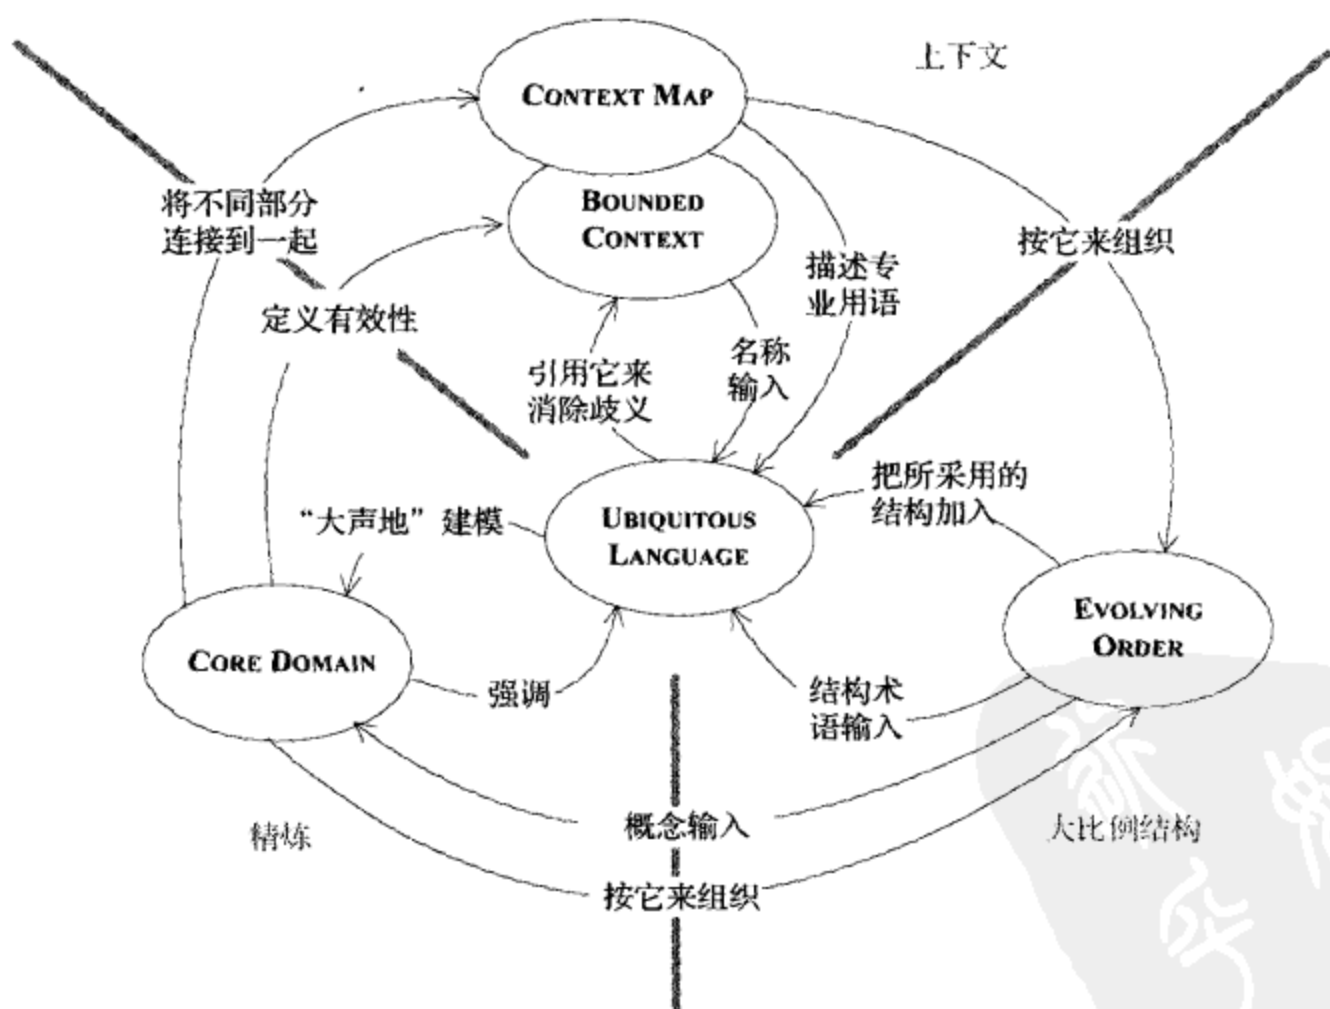 上下文
CONTEXT MAP
将不同部分
连接到一起
BOUNDED
CONTEXT
按它来组织
描述专
业用语
定义有效性
名称
输入
引用它来
消除歧义
把所采用的
结构加入
“大声地”建模
UBIQUITOUS
LANGUAGE
EVOLVING
ORDER
CORE DOMAIN
强调
结构术
语输入
概念输入
精炼
大比例结构
按它来组织